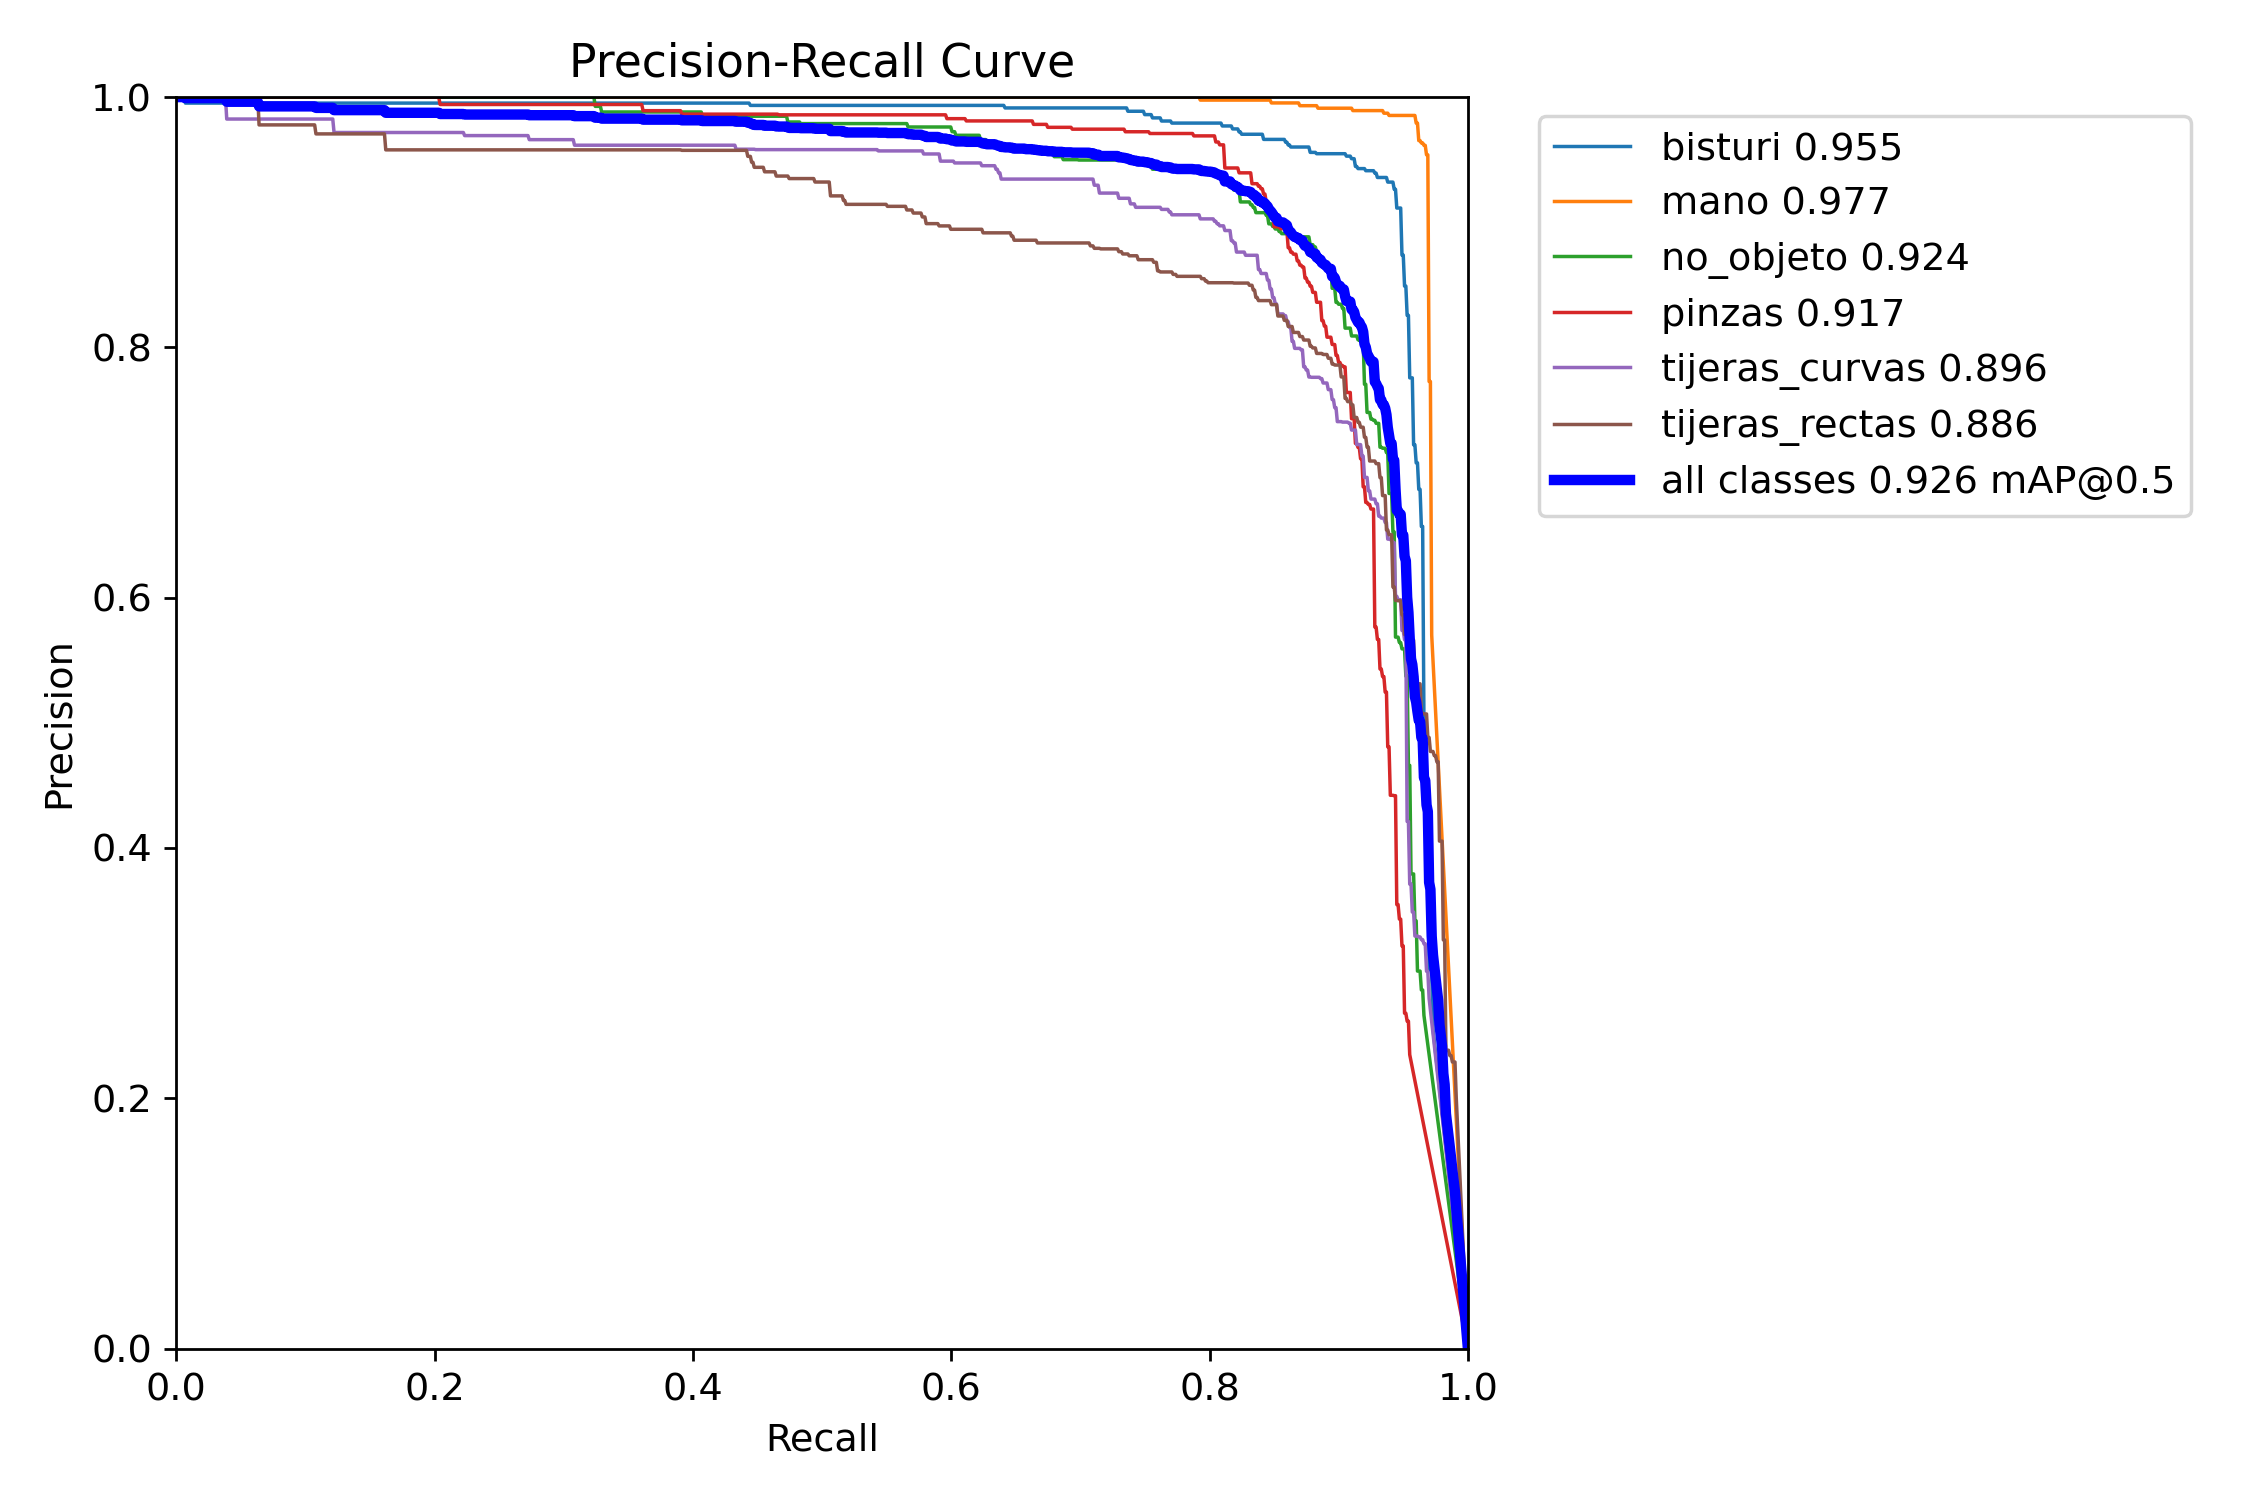 Precision-Recall Curve
1.0
0.8
0.6
0.4
0.2
0.0
Precision
0.0 0.2 0.4 0.6 0.8 1.0
Recall
bisturi 0.955
mano 0.977
no_objeto 0.924
pinzas 0.917
tijeras_curvas 0.896
tijeras_rectas 0.886
all classes 0.926 mAP@0.5